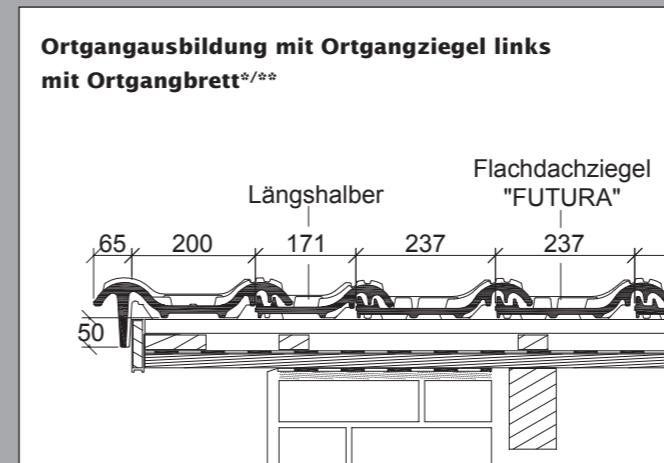 Ortgangausbildung mit Ortgangziegel links
mit Ortgangbrett*/**
Flachdachziegel
"FUTURA"
Längshalber
65 200 171 237 237
50